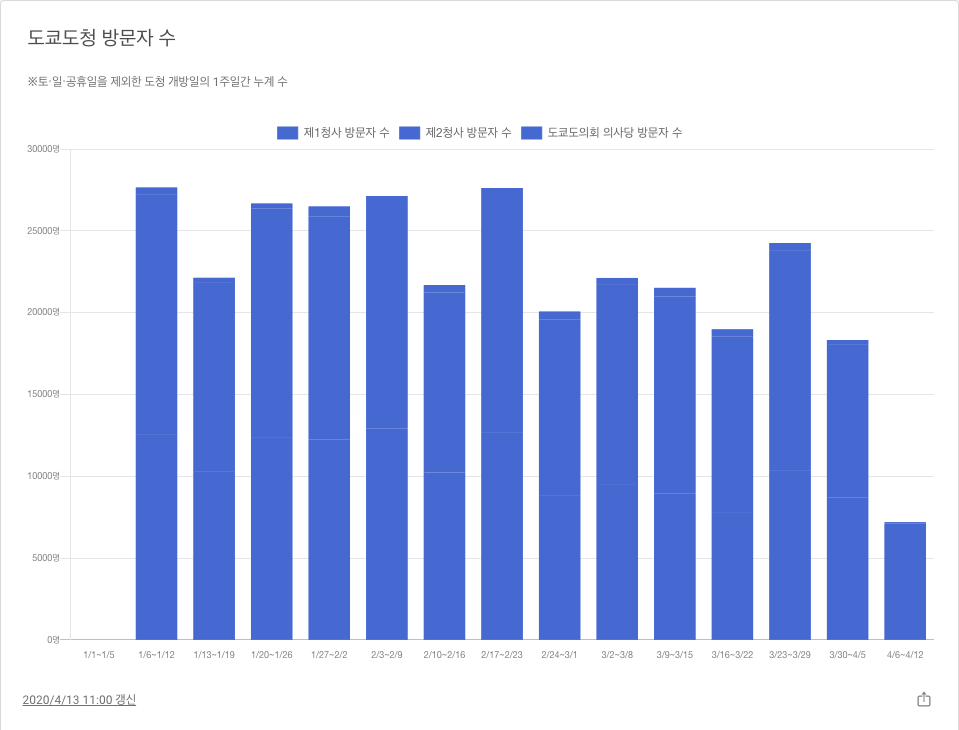 도쿄도청 방문자 수
※토·일·공휴일을 제외한 도청 개방일의 1주일간 누계 수
제1청사 방문자 수 제2청사 방문자 수 도쿄도의회 의사당 방문자 수
30000명
25000명
20000명
15000명
10000명
5000명
0명
1/1~1/5 1/6~1/12 1/13~1/19 1/20~1/26 1/27~2/2 2/3~2/9 2/10~2/16 2/17~2/23 2/24~3/1 3/2~3/8 3/9~3/15 3/16~3/22 3/23~3/29 3/30~4/5 4/6~4/12
2020/4/13 11:00 갱신